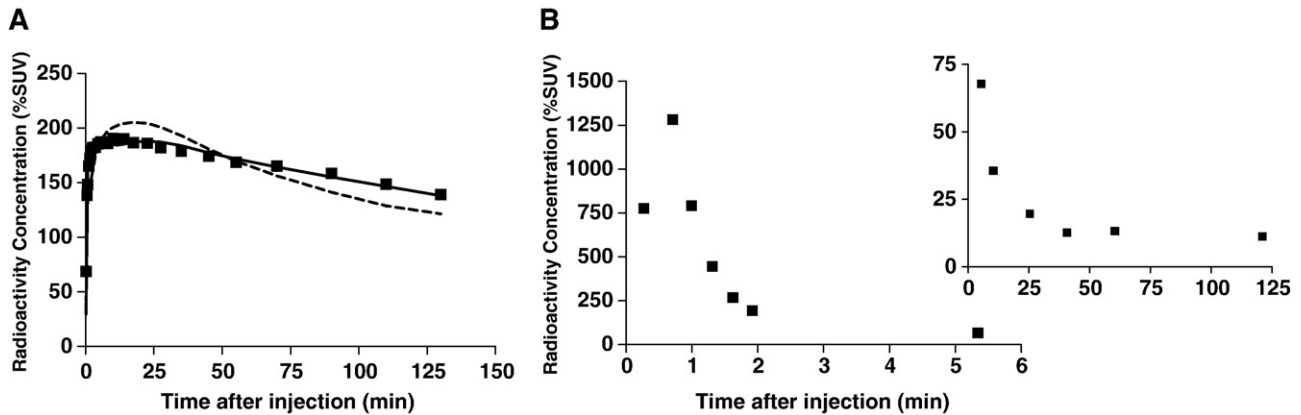 A
Radioactivity Concentration (%SUV)
250
200
150
100
50
0
0 25 50 75 100 125 150
Time after injection (min)
B
Radioactivity Concentration (%SUV)
1500
1250
1000
750
500
250
0
0 1 2 3 4 5 6
Time after injection (min)
75
50
25
0
0 25 50 75 100 125